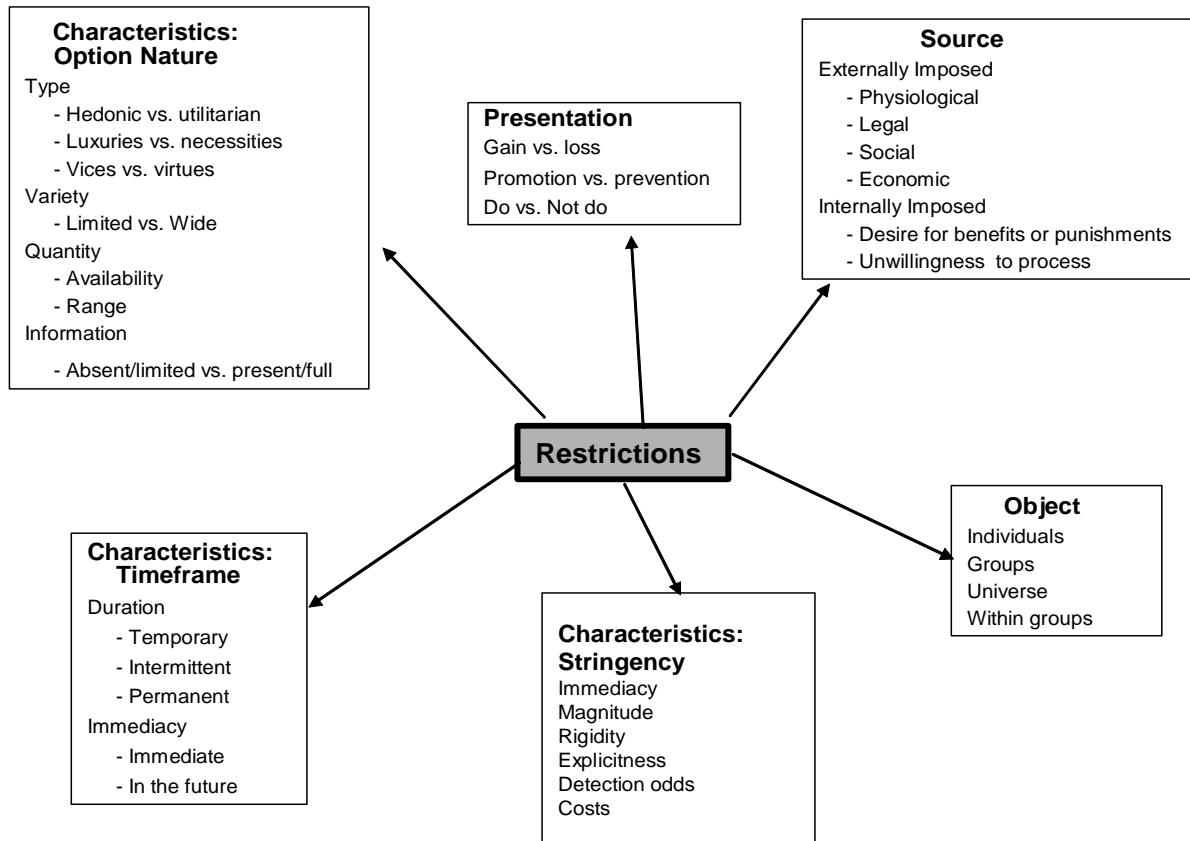 Characteristics:
Option Nature
Type
- Hedonic vs. utilitarian
- Luxuries vs. necessities
- Vices vs. virtues
Variety
- Limited vs. Wide
Quantity
- Availability
- Range
Information
- Absent/limited vs. present/full
Presentation
Gain vs. loss
Promotion vs. prevention
Do vs. Not do
Source
Externally Imposed
- Physiological
- Legal
- Social
- Economic
Internally Imposed
- Desire for benefits or punishments
- Unwillingness to process
Restrictions
Characteristics:
Timeframe
Duration
- Temporary
- Intermittent
- Permanent
Immediacy
- Immediate
- In the future
Characteristics:
Stringency
Immediacy
Magnitude
Rigidity
Explicitness
Detection odds
Costs
Object
Individuals
Groups
Universe
Within groups